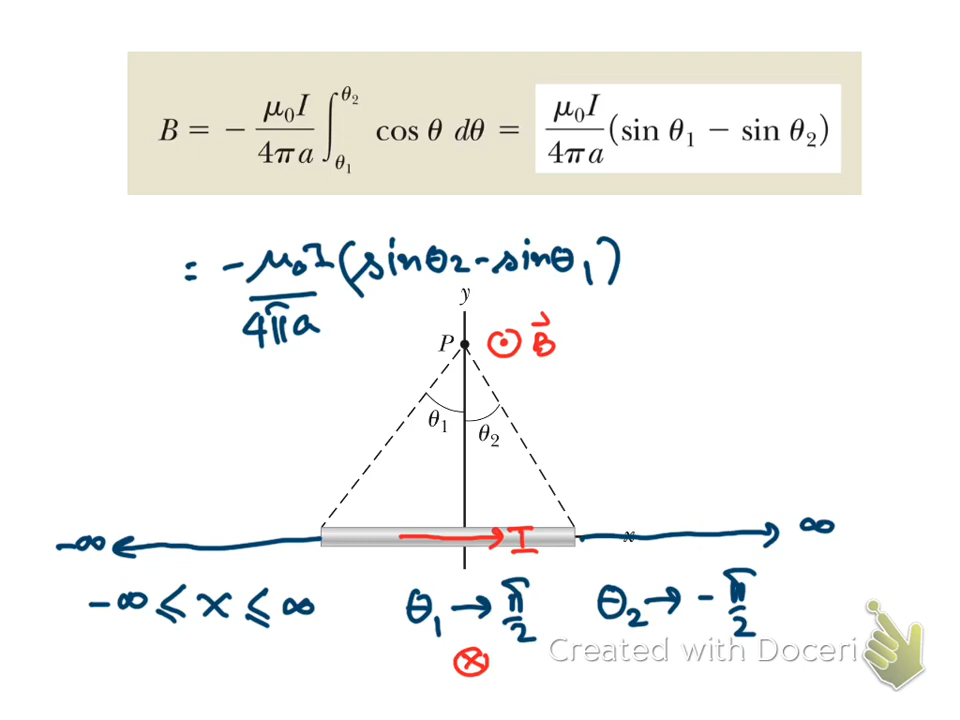 B = − μ₀I/4πa ∫_θ₁^θ₂ cos θ dθ = μ₀I/4πa (sin θ₁ − sin θ₂)
= −μ₀I/4πa (sinθ₂ − sinθ₁)
y
P ⊙ B⃗
θ₁ θ₂
I x
−∞ ∞
−∞ ≤ x ≤ ∞ θ₁ → π/2 θ₂ → −π/2
⊗
Created with Doceri